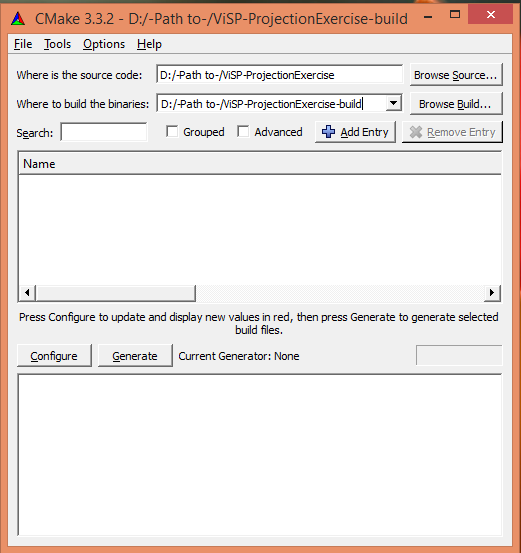 CMake 3.3.2 - D:/-Path to-/ViSP-ProjectionExercise-build
File Tools Options Help
Where is the source code: D:/-Path to-/ViSP-ProjectionExercise Browse Source...
Where to build the binaries: D:/-Path to-/ViSP-ProjectionExercise-build Browse Build...
Search: Grouped Advanced Add Entry Remove Entry
Name
Press Configure to update and display new values in red, then press Generate to generate selected
build files.
Configure Generate Current Generator: None